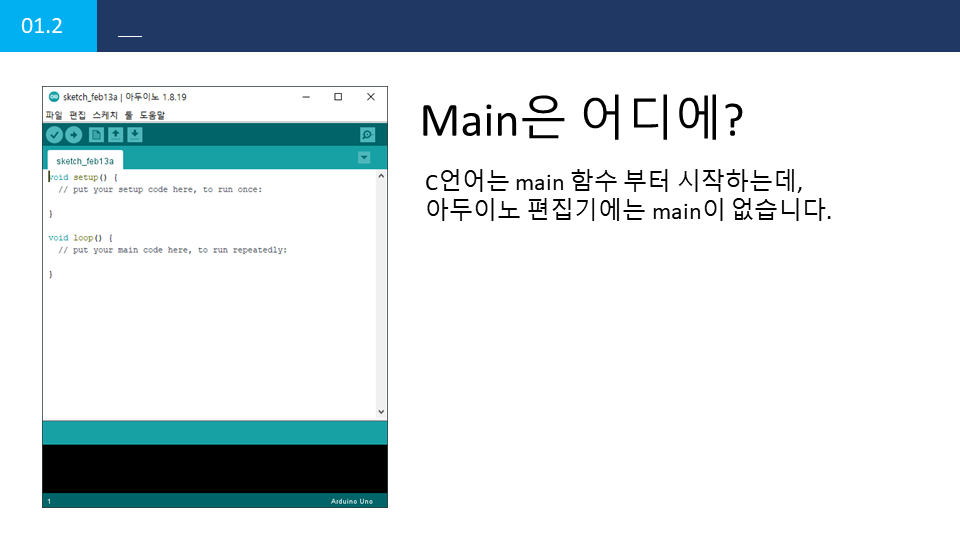 01.2
__
sketch_feb13a | 아두이노 1.8.19
파일 편집 스케치 툴 도움말
sketch_feb13a
void setup() {
// put your setup code here, to run once:
}
void loop() {
// put your main code here, to run repeatedly:
}
1
Arduino Uno
Main은 어디에?
C언어는 main 함수 부터 시작하는데,
아두이노 편집기에는 main이 없습니다.